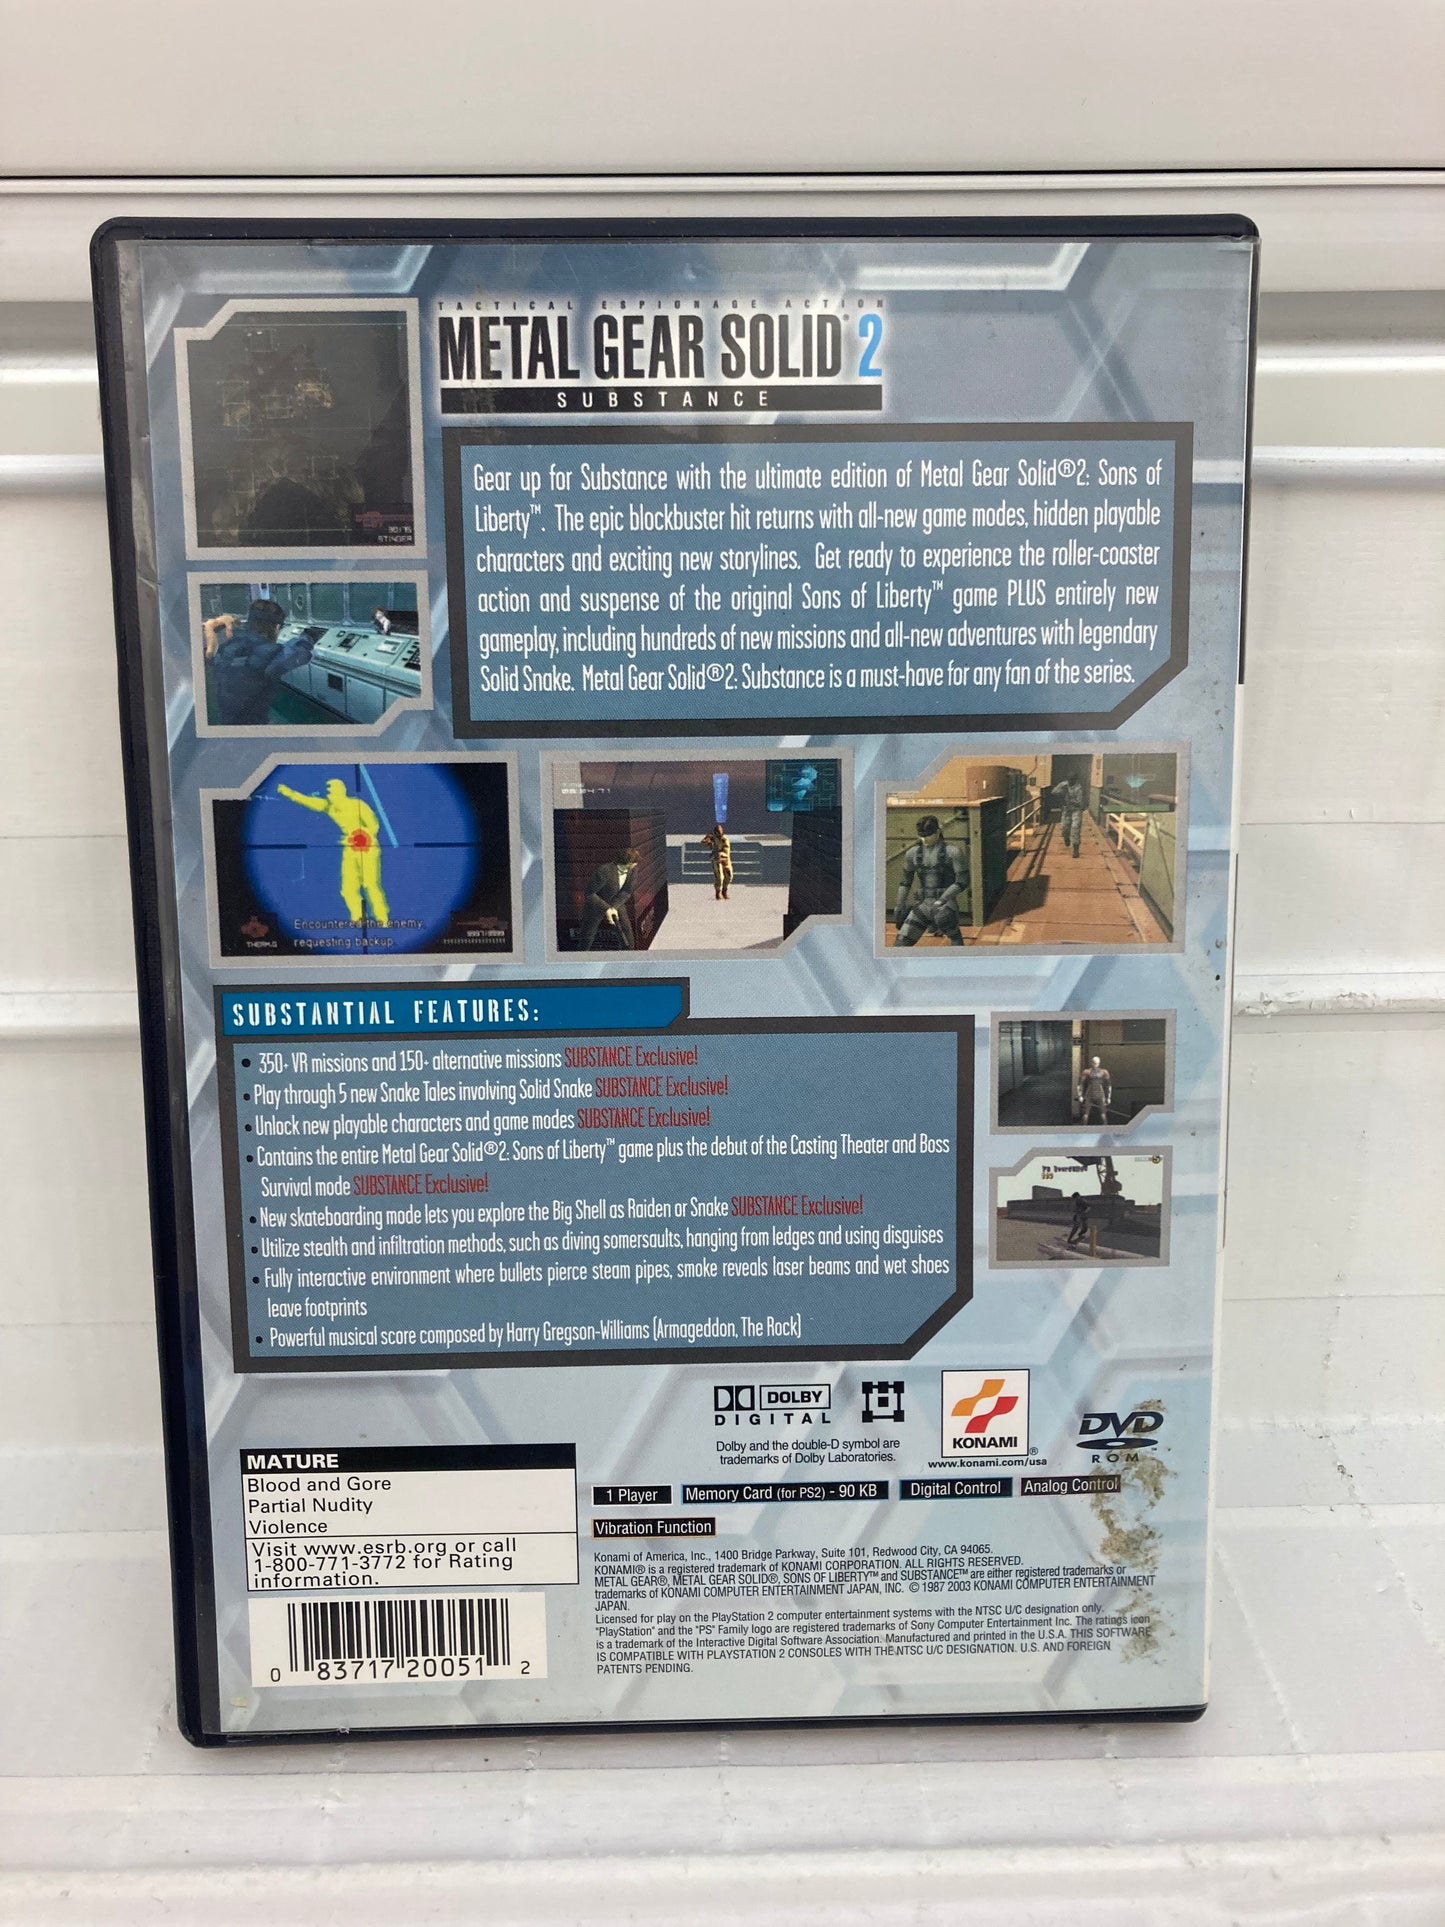 TACTICAL ESPIONAGE ACTION
METAL GEAR SOLID® 2
SUBSTANCE
Gear up for Substance with the ultimate edition of Metal Gear Solid®2: Sons of
Liberty™. The epic blockbuster hit returns with all-new game modes, hidden playable
characters and exciting new storylines. Get ready to experience the roller-coaster
action and suspense of the original Sons of Liberty™ game PLUS entirely new
gameplay, including hundreds of new missions and all-new adventures with legendary
Solid Snake. Metal Gear Solid®2: Substance is a must-have for any fan of the series.
STINGER
Encountered the enemy,
requesting backup.
THERM.G
SUBSTANTIAL FEATURES:
• 350+ VR missions and 150+ alternative missions SUBSTANCE Exclusive!
• Play through 5 new Snake Tales involving Solid Snake SUBSTANCE Exclusive!
• Unlock new playable characters and game modes SUBSTANCE Exclusive!
• Contains the entire Metal Gear Solid®2: Sons of Liberty™ game plus the debut of the Casting Theater and Boss
Survival mode SUBSTANCE Exclusive!
• New skateboarding mode lets you explore the Big Shell as Raiden or Snake SUBSTANCE Exclusive!
• Utilize stealth and infiltration methods, such as diving somersaults, hanging from ledges and using disguises
• Fully interactive environment where bullets pierce steam pipes, smoke reveals laser beams and wet shoes
leave footprints
• Powerful musical score composed by Harry Gregson-Williams (Armageddon, The Rock)
DOLBY
DIGITAL
Dolby and the double-D symbol are
trademarks of Dolby Laboratories.
KONAMI®
www.konami.com/usa
DVD
ROM
MATURE
Blood and Gore
Partial Nudity
Violence
Visit www.esrb.org or call
1-800-771-3772 for Rating
information.
1 Player
Memory Card (for PS2) - 90 KB
Digital Control
Analog Control
Vibration Function
Konami of America, Inc., 1400 Bridge Parkway, Suite 101, Redwood City, CA 94065.
KONAMI® is a registered trademark of KONAMI CORPORATION. ALL RIGHTS RESERVED.
METAL GEAR®, METAL GEAR SOLID®, SONS OF LIBERTY™ and SUBSTANCE™ are either registered trademarks or
trademarks of KONAMI COMPUTER ENTERTAINMENT JAPAN, INC. © 1987 2003 KONAMI COMPUTER ENTERTAINMENT
JAPAN.
Licensed for play on the PlayStation 2 computer entertainment systems with the NTSC U/C designation only.
"PlayStation" and the "PS" Family logo are registered trademarks of Sony Computer Entertainment Inc. The ratings icon
is a trademark of the Interactive Digital Software Association. Manufactured and printed in the U.S.A. THIS SOFTWARE
IS COMPATIBLE WITH PLAYSTATION 2 CONSOLES WITH THE NTSC U/C DESIGNATION. U.S. AND FOREIGN
PATENTS PENDING.
0 83717 20051 2